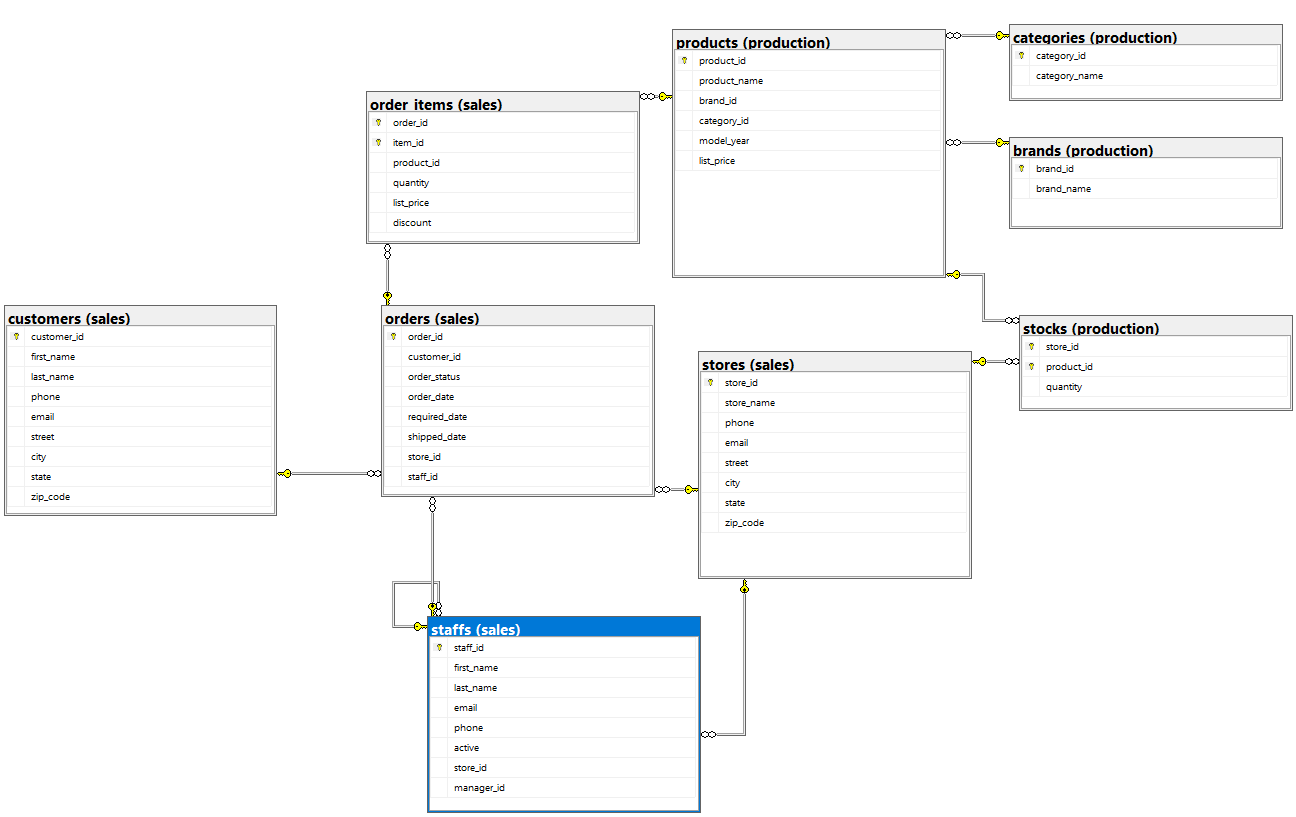 products (production)
product_id
product_name
brand_id
category_id
model_year
list_price
categories (production)
category_id
category_name
order_items (sales)
order_id
item_id
product_id
quantity
list_price
discount
brands (production)
brand_id
brand_name
customers (sales)
customer_id
first_name
last_name
phone
email
street
city
state
zip_code
orders (sales)
order_id
customer_id
order_status
order_date
required_date
shipped_date
store_id
staff_id
stores (sales)
store_id
store_name
phone
email
street
city
state
zip_code
stocks (production)
store_id
product_id
quantity
staffs (sales)
staff_id
first_name
last_name
email
phone
active
store_id
manager_id